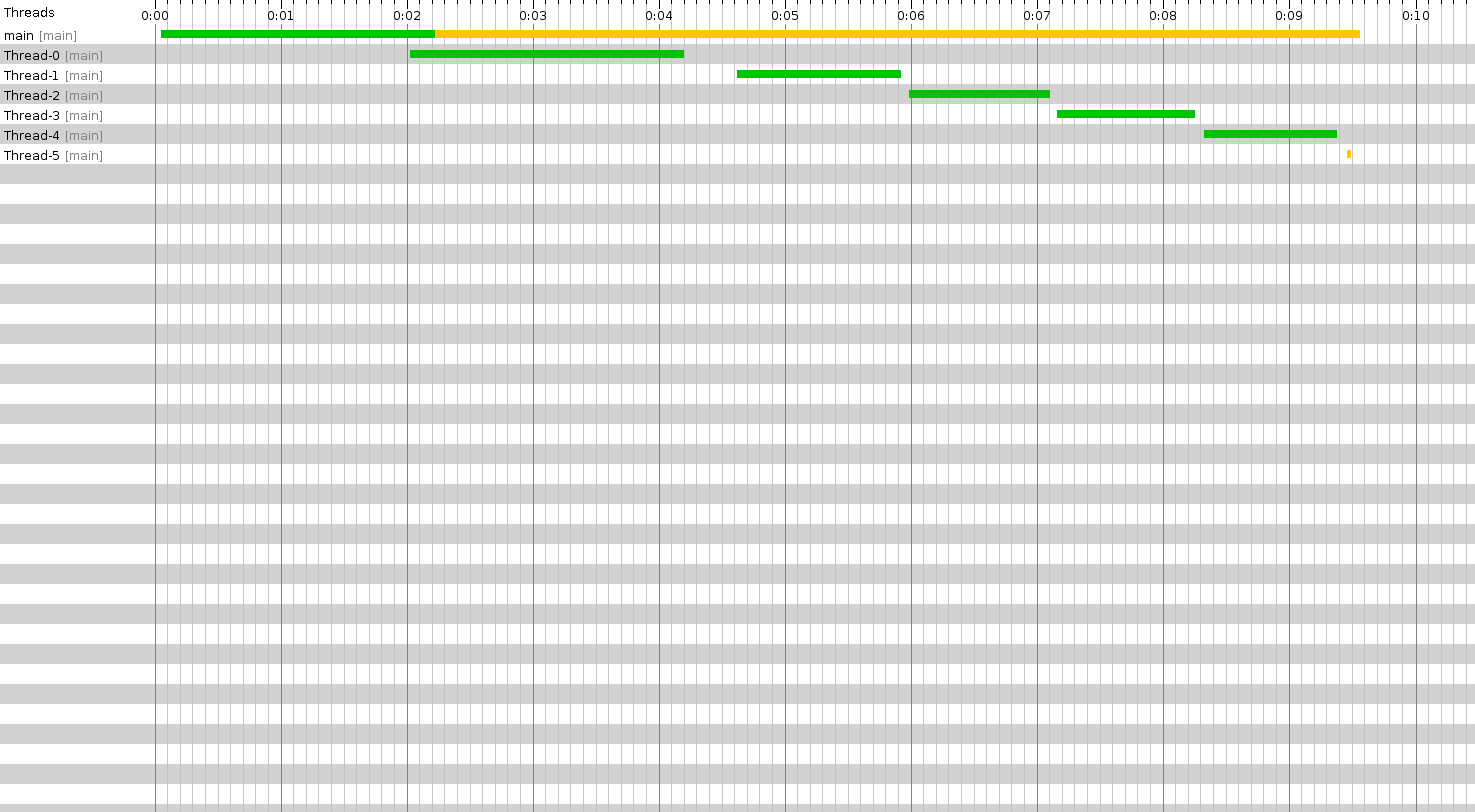 Threads 0:00 0:01 0:02 0:03 0:04 0:05 0:06 0:07 0:08 0:09 0:10
main [main]
Thread-0 [main]
Thread-1 [main]
Thread-2 [main]
Thread-3 [main]
Thread-4 [main]
Thread-5 [main]